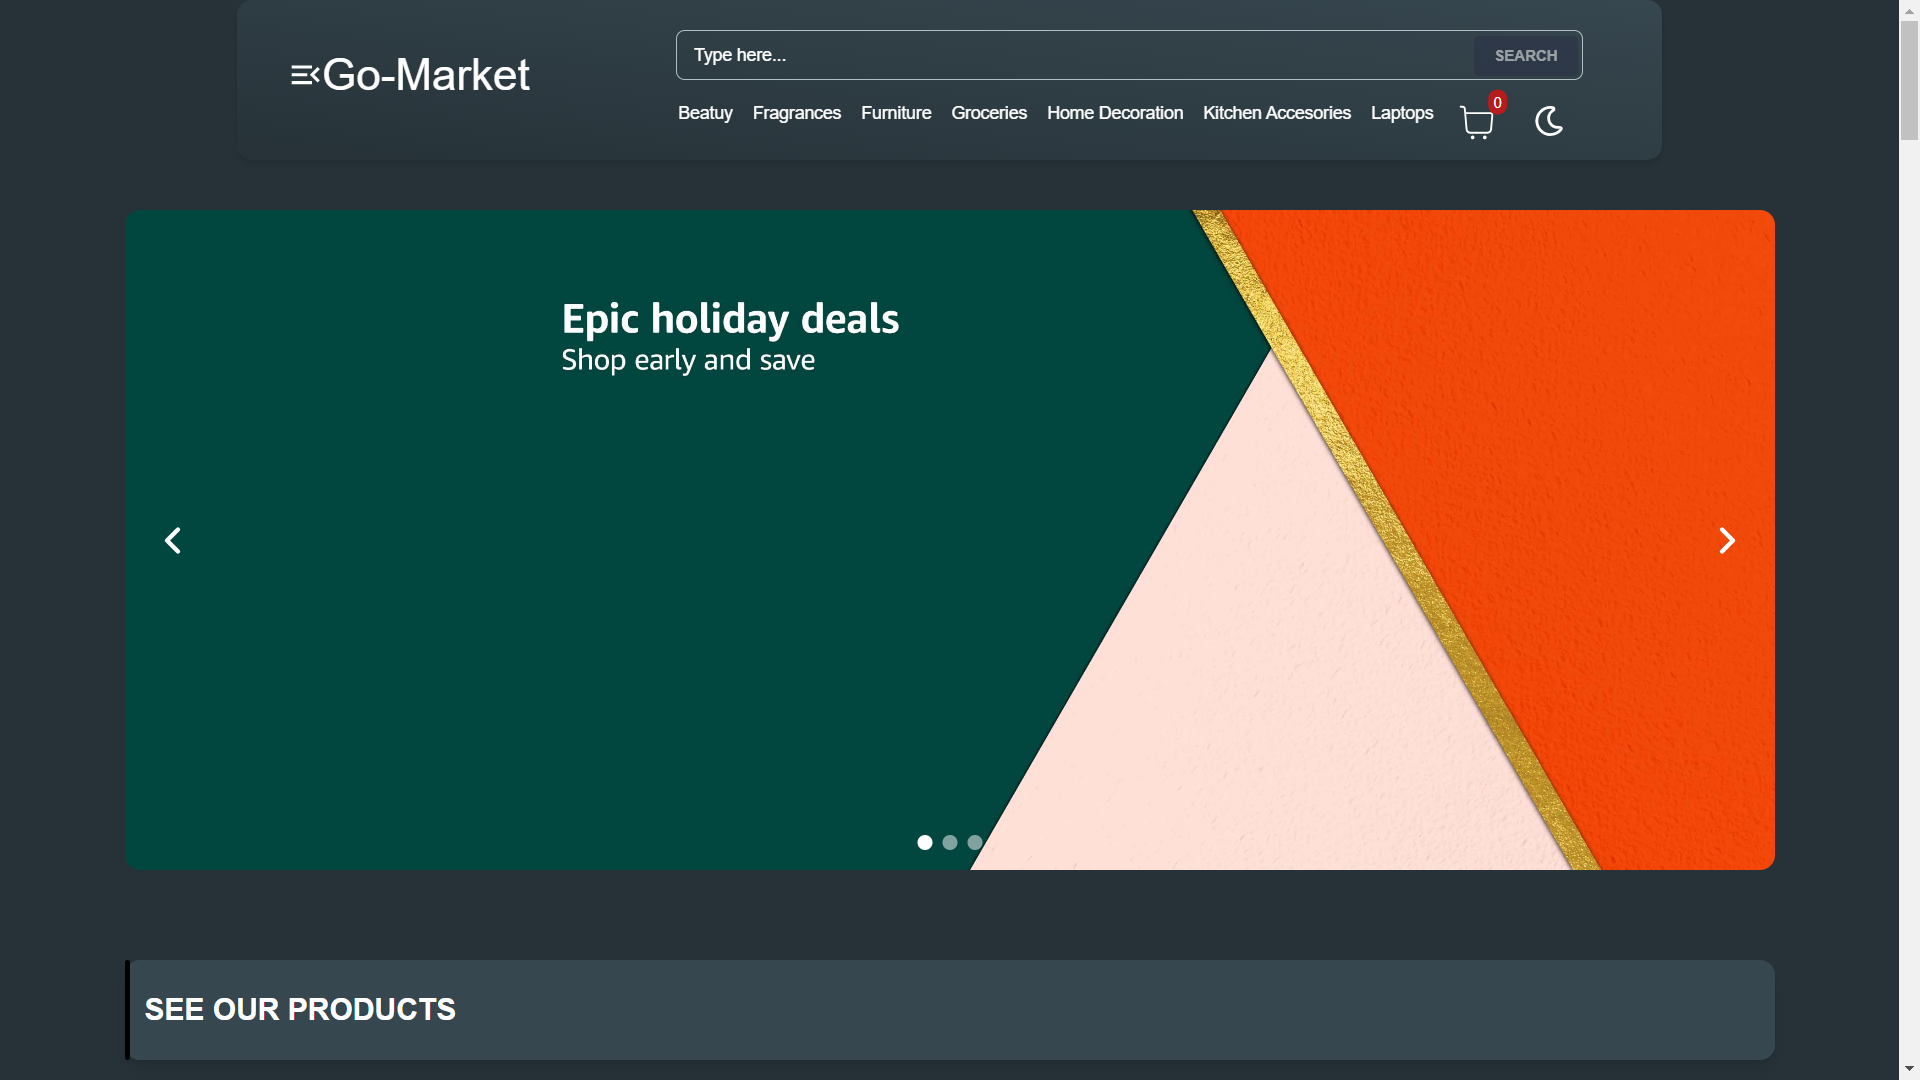 Go-Market
Type here...
SEARCH
Beatuy Fragrances Furniture Groceries Home Decoration Kitchen Accesories Laptops
0
Epic holiday deals
Shop early and save
SEE OUR PRODUCTS